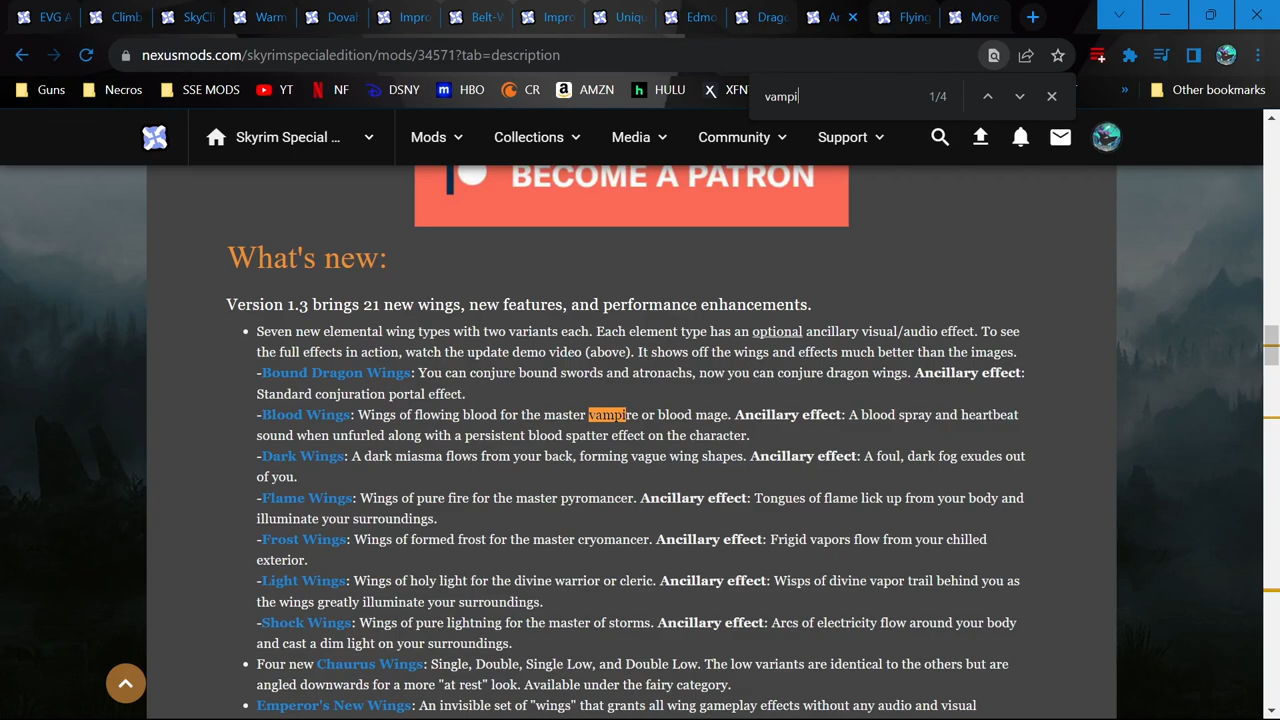 EVG A
Climb
SkyCl
Warm
Doval
Impro
Belt-W
Impro
Uniqu
Edmo
Drago
Ar
Flying
More
nexusmods.com/skyrimspecialedition/mods/34571?tab=description
Guns
Necros
SSE MODS
YT
NF
DSNY
HBO
CR
AMZN
HULU
XFN
» Other bookmarks
vampi 1/4
Skyrim Special ...
Mods
Collections
Media
Community
Support
BECOME A PATRON
What's new:
Version 1.3 brings 21 new wings, new features, and performance enhancements.
• Seven new elemental wing types with two variants each. Each element type has an optional ancillary visual/audio effect. To see
the full effects in action, watch the update demo video (above). It shows off the wings and effects much better than the images.
-Bound Dragon Wings: You can conjure bound swords and atronachs, now you can conjure dragon wings. Ancillary effect:
Standard conjuration portal effect.
-Blood Wings: Wings of flowing blood for the master vampire or blood mage. Ancillary effect: A blood spray and heartbeat
sound when unfurled along with a persistent blood spatter effect on the character.
-Dark Wings: A dark miasma flows from your back, forming vague wing shapes. Ancillary effect: A foul, dark fog exudes out
of you.
-Flame Wings: Wings of pure fire for the master pyromancer. Ancillary effect: Tongues of flame lick up from your body and
illuminate your surroundings.
-Frost Wings: Wings of formed frost for the master cryomancer. Ancillary effect: Frigid vapors flow from your chilled
exterior.
-Light Wings: Wings of holy light for the divine warrior or cleric. Ancillary effect: Wisps of divine vapor trail behind you as
the wings greatly illuminate your surroundings.
-Shock Wings: Wings of pure lightning for the master of storms. Ancillary effect: Arcs of electricity flow around your body
and cast a dim light on your surroundings.
• Four new Chaurus Wings: Single, Double, Single Low, and Double Low. The low variants are identical to the others but are
angled downwards for a more "at rest" look. Available under the fairy category.
• Emperor's New Wings: An invisible set of "wings" that grants all wing gameplay effects without any audio and visual